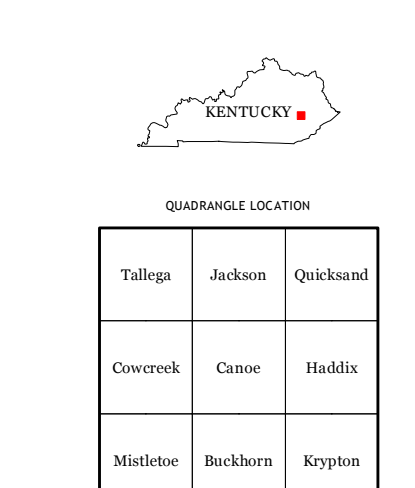 KENTUCKY
QUADRANGLE LOCATION
Tallega Jackson Quicksand
Cowcreek Canoe Haddix
Mistletoe Buckhorn Krypton